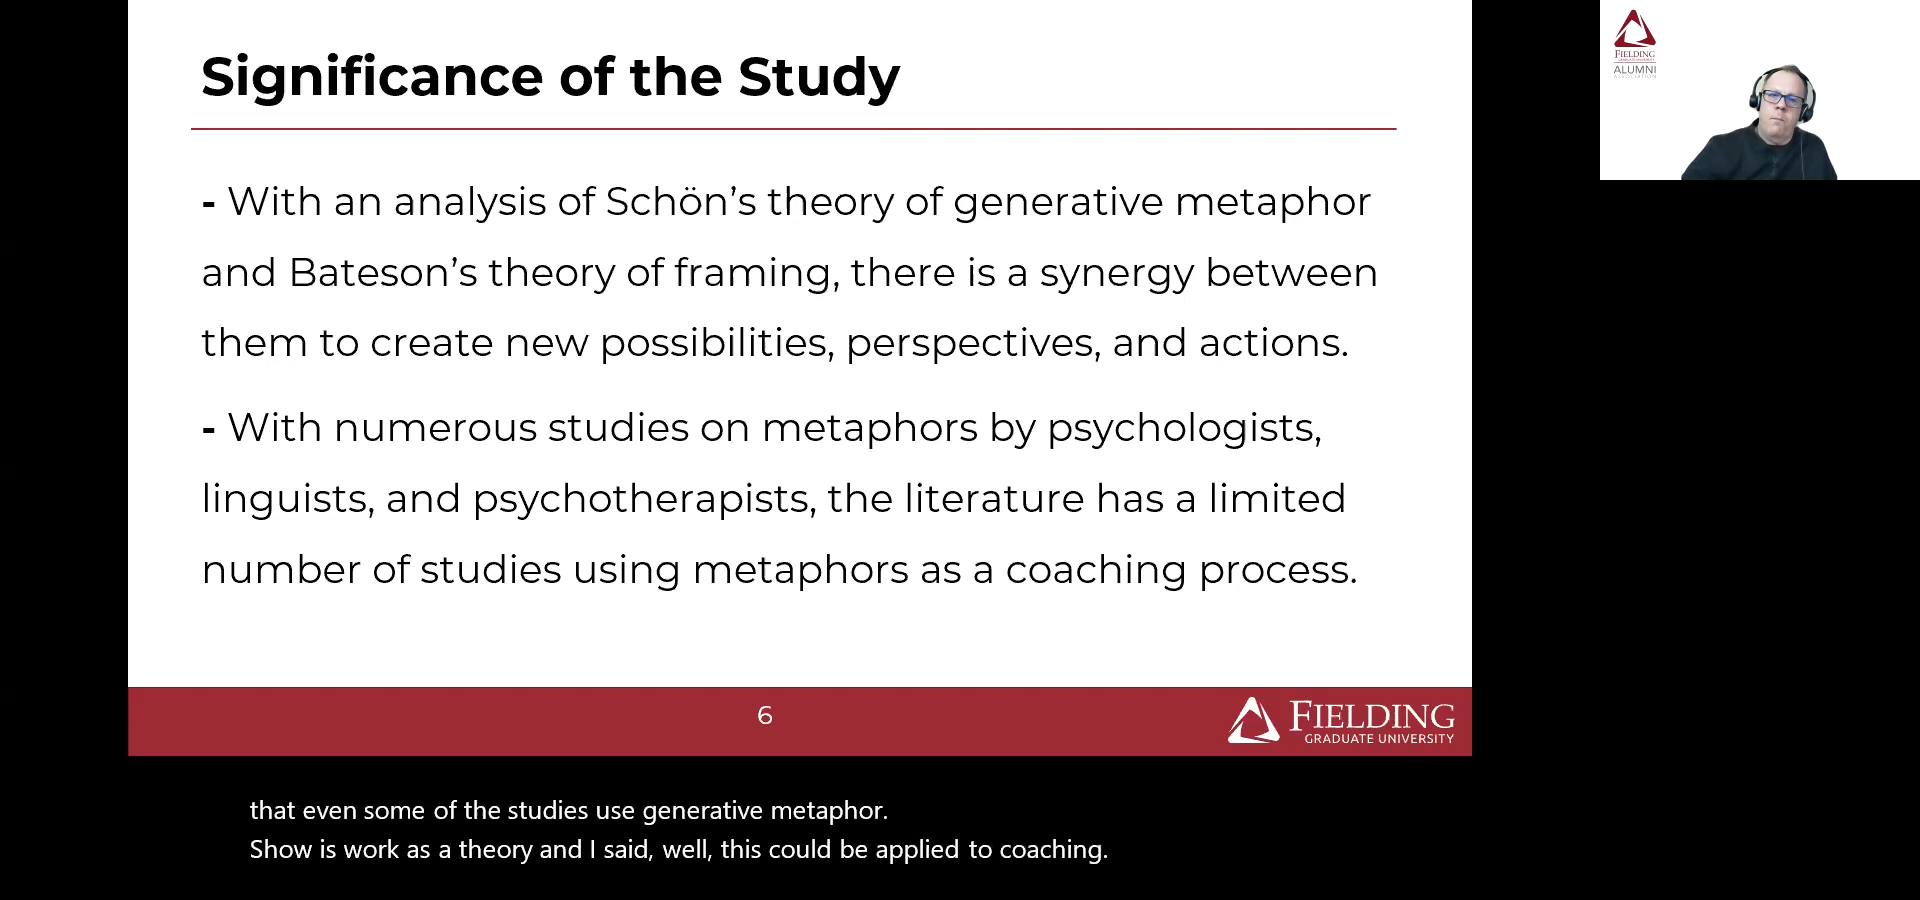 Significance of the Study
- With an analysis of Schön’s theory of generative metaphor
and Bateson’s theory of framing, there is a synergy between
them to create new possibilities, perspectives, and actions.
- With numerous studies on metaphors by psychologists,
linguists, and psychotherapists, the literature has a limited
number of studies using metaphors as a coaching process.
6
FIELDING
GRADUATE UNIVERSITY
that even some of the studies use generative metaphor.
Show is work as a theory and I said, well, this could be applied to coaching.
FIELDING
GRADUATE UNIVERSITY
ALUMNI
ASSOCIATION